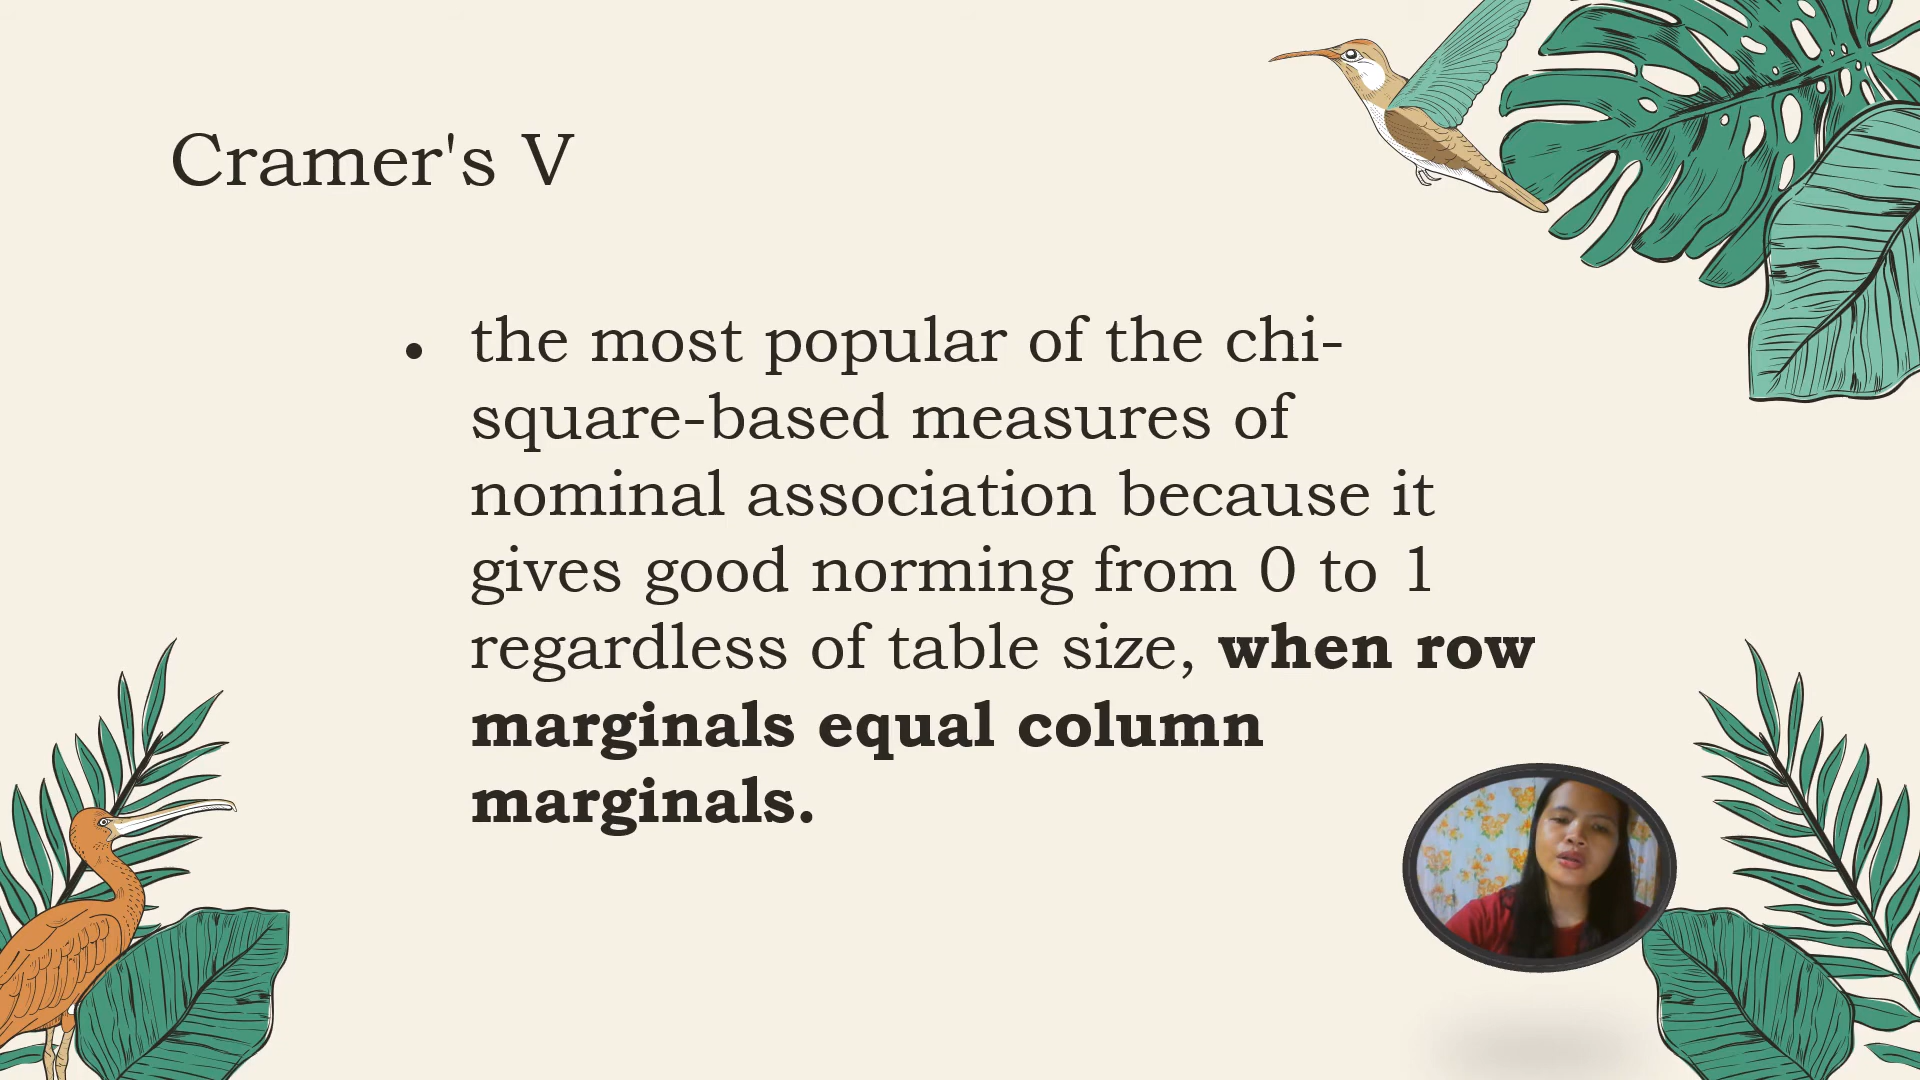 Cramer's V
• the most popular of the chi-
square-based measures of
nominal association because it
gives good norming from 0 to 1
regardless of table size, when row
marginals equal column
marginals.